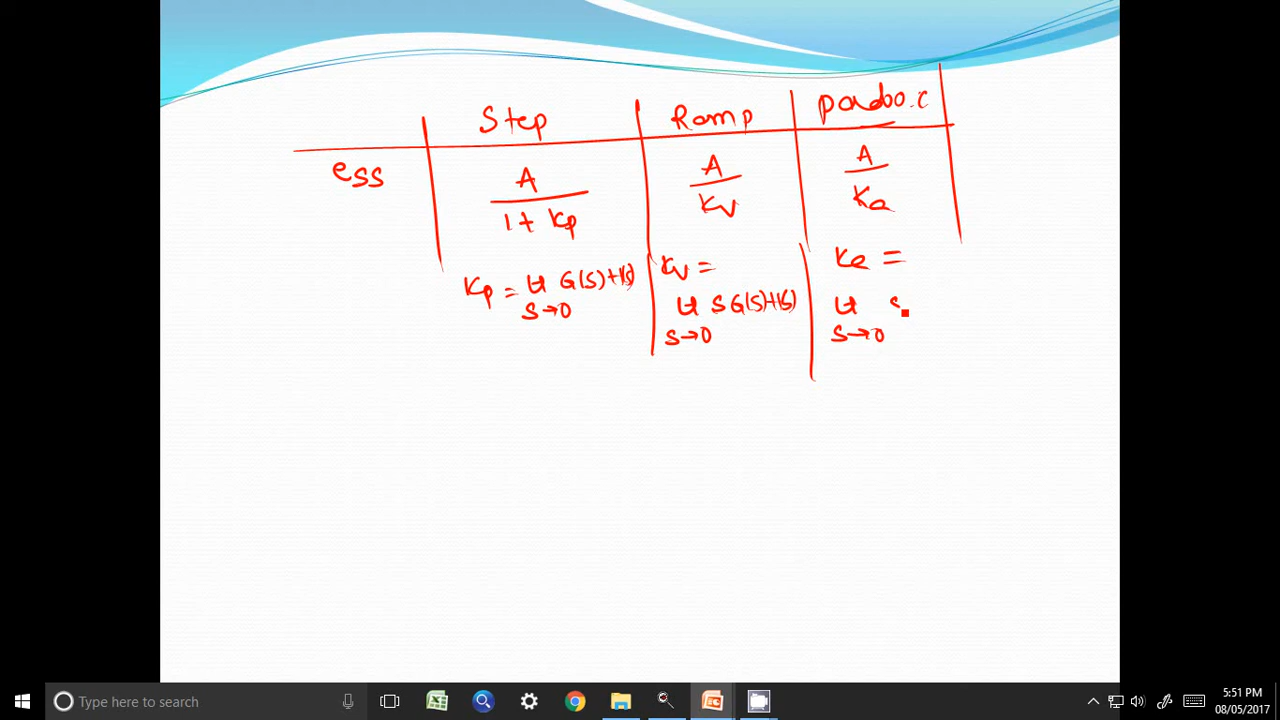 Step Ramp parabo.c
ess A/(1+Kp) A/Kv A/Ka
Kp = Lt G(s)H(s) Kv = Ka =
s→0 Lt SG(s)H(s) Lt s
s→0 s→0
Type here to search
5:51 PM
08/05/2017